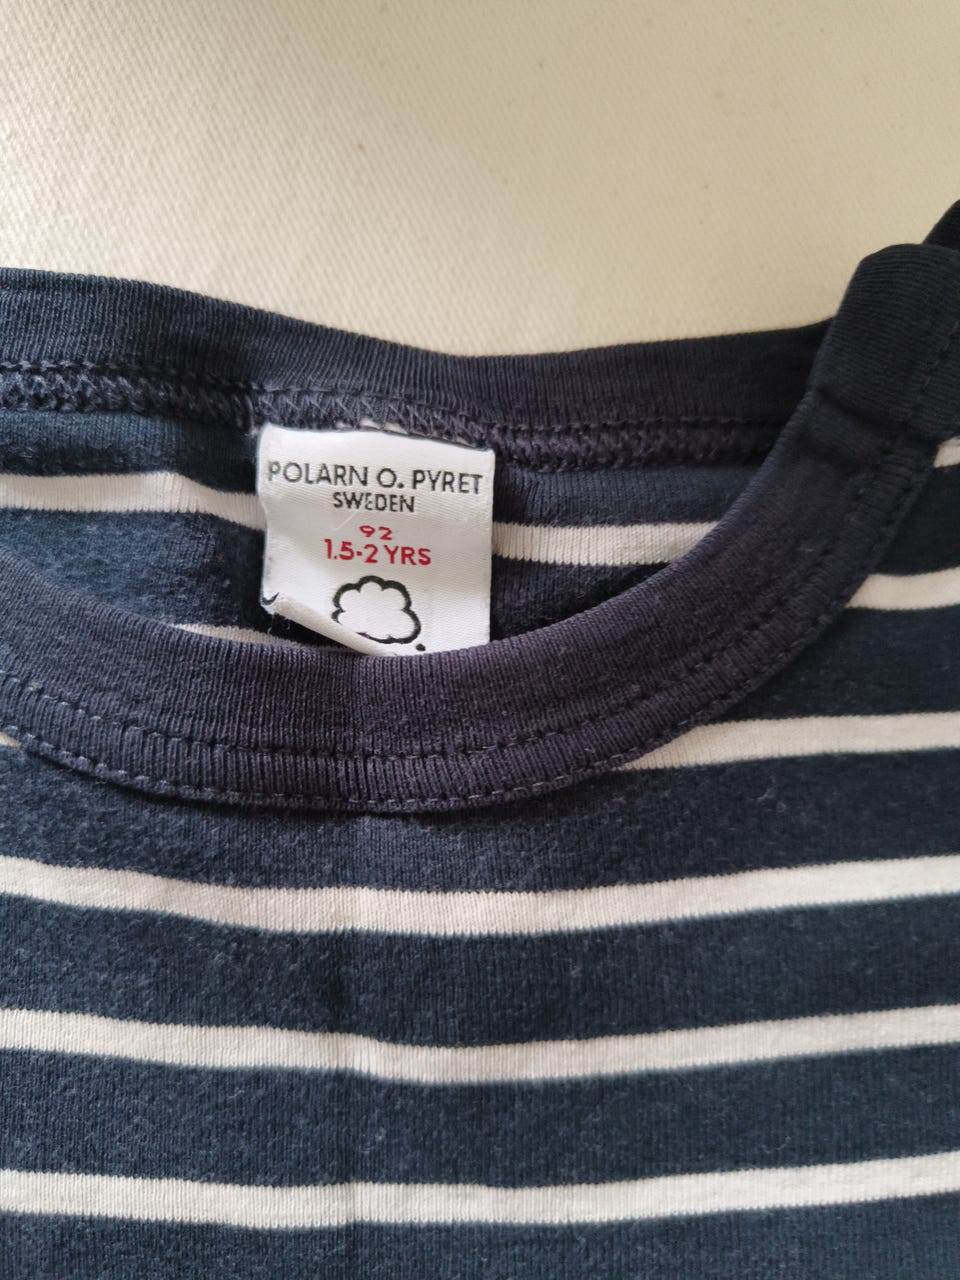 POLARN O. PYRET
SWEDEN
92
1.5-2 YRS